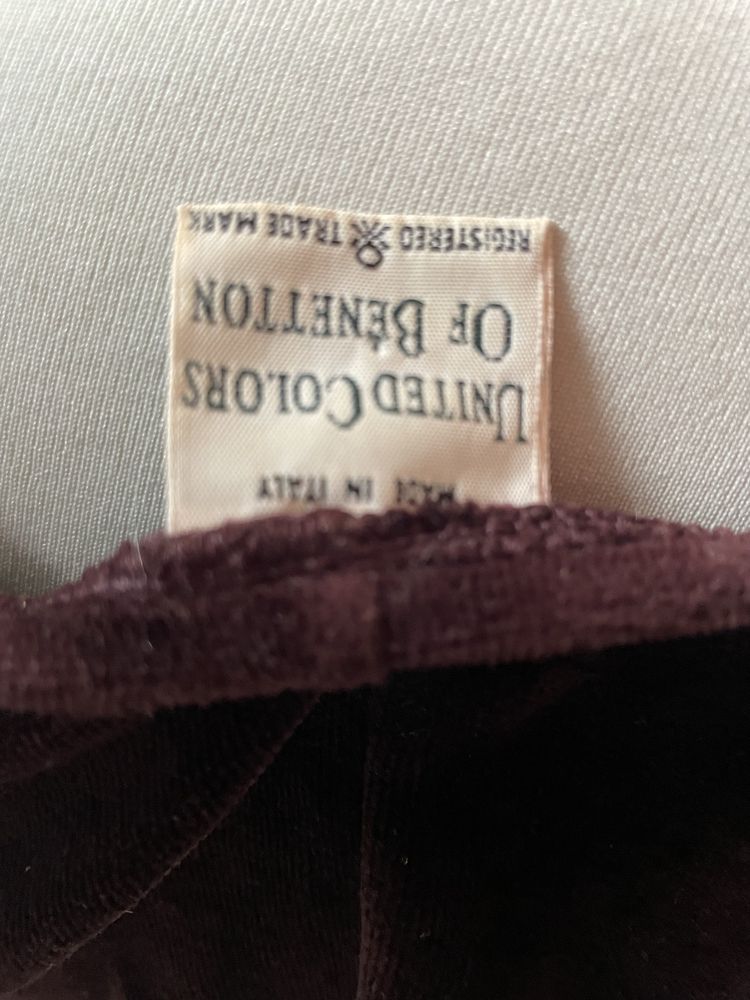 MADE IN ITALY
UNITED COLORS
OF BENETTON
REGISTERED TRADE MARK